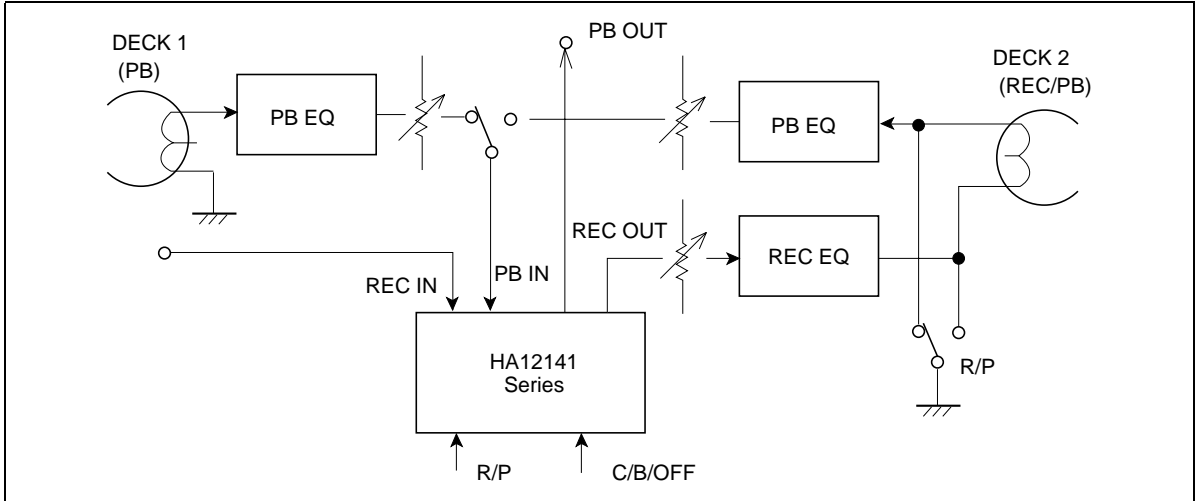 DECK 1
(PB)
PB EQ
PB OUT
PB EQ
DECK 2
(REC/PB)
REC OUT
REC EQ
REC IN
PB IN
HA12141
Series
R/P
R/P
C/B/OFF